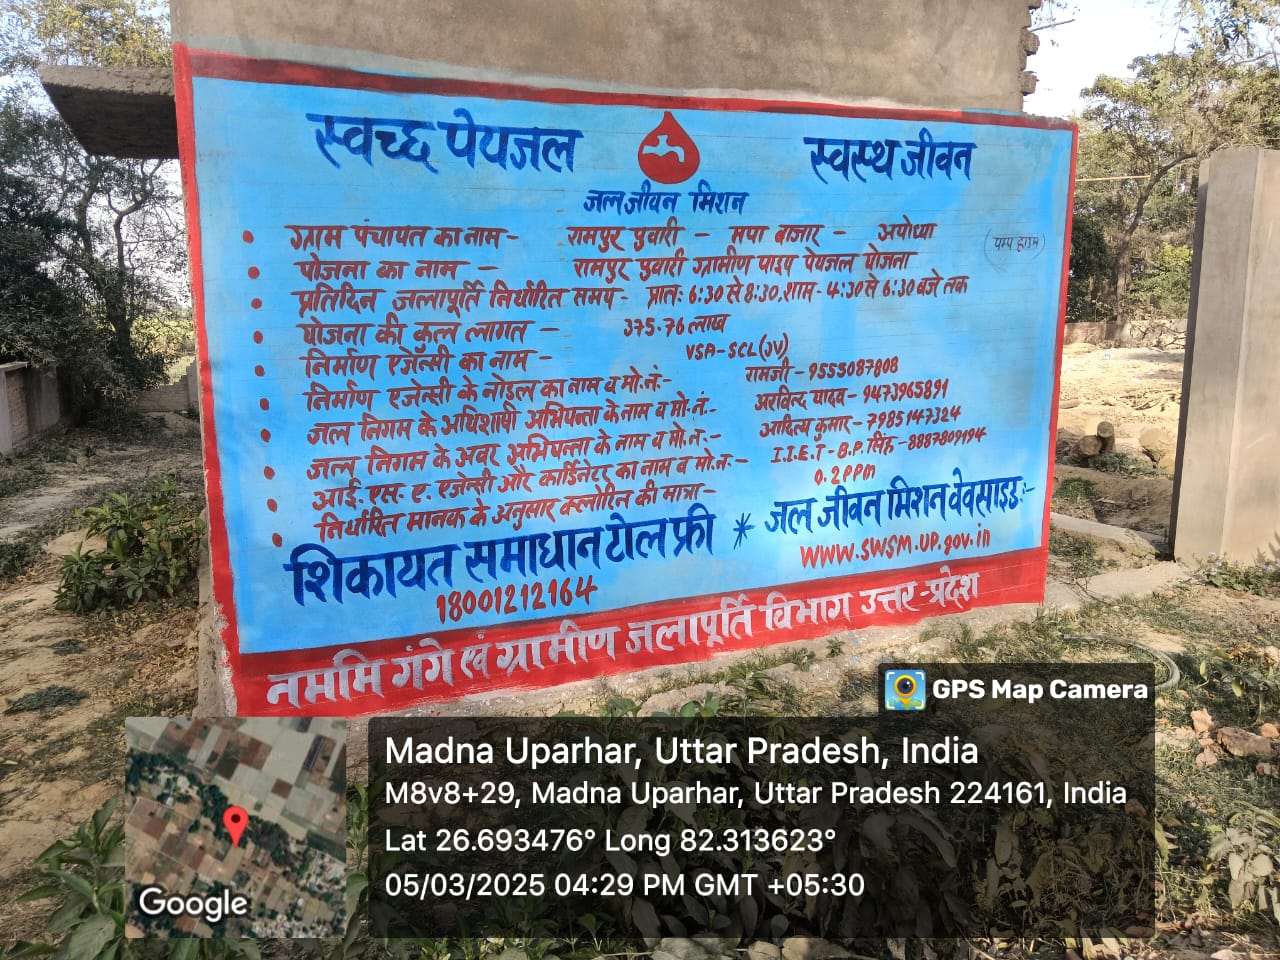 स्वच्छ पेयजल स्वस्थ जीवन
जल जीवन मिशन
• ग्राम पंचायत का नाम - रामपुर पुवारी - मया बाजार - अयोध्या
(पम्प हाउस)
• योजना का नाम - रामपुर पुवारी ग्रामीण पाइप पेयजल योजना
• प्रतिदिन जलापूर्ति निर्धारित समय - प्रातः 6:30 से 8:30, शाम - 4:30 से 6:30 बजे तक
• योजना की कुल लागत - 375.76 लाख
• निर्माण एजेन्सी का नाम - VSA-SCL(JV)
• निर्माण एजेन्सी के नोडल का नाम व मो.नं.- रामजी - 9555087808
• जल निगम के अधिशाषी अभियन्ता के नाम व मो.नं.- अरविन्द यादव - 9473965891
• जल निगम के अवर अभियन्ता के नाम व मो.नं.- आदित्य कुमार - 7985147324
• आई.एस.ए. एजेन्सी और कार्डिनेटर का नाम व मो.नं.- I.I.E.T - B.P. सिंह - 8887809194
• निर्धारित मानक के अनुसार क्लोरिन की मात्रा - 0.2PPm
शिकायत समाधान टोल फ्री * जल जीवन मिशन वेवसाइड:-
18001212164 WWW.SWSM.UP.gov.in
नमामि गंगे एवं ग्रामीण जलापूर्ति विभाग उत्तर-प्रदेश
GPS Map Camera
Madna Uparhar, Uttar Pradesh, India
M8v8+29, Madna Uparhar, Uttar Pradesh 224161, India
Lat 26.693476° Long 82.313623°
05/03/2025 04:29 PM GMT +05:30
Google